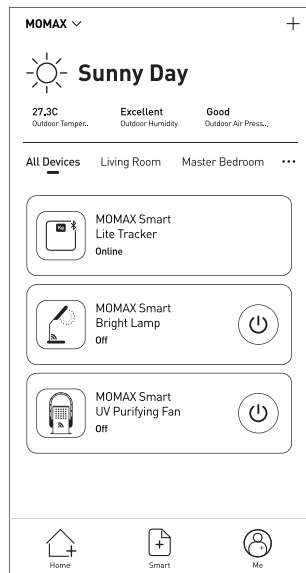 MOMAX
Sunny Day
27.3C Excellent Good
Outdoor Temper.. Outdoor Humidity Outdoor Air Press..,
All Devices Living Room Master Bedroom
Kg
MOMAX Smart
Lite Tracker
Online
MOMAX Smart
Bright Lamp
Off
MOMAX Smart
UV Purifying Fan
Off
Home Smart Me